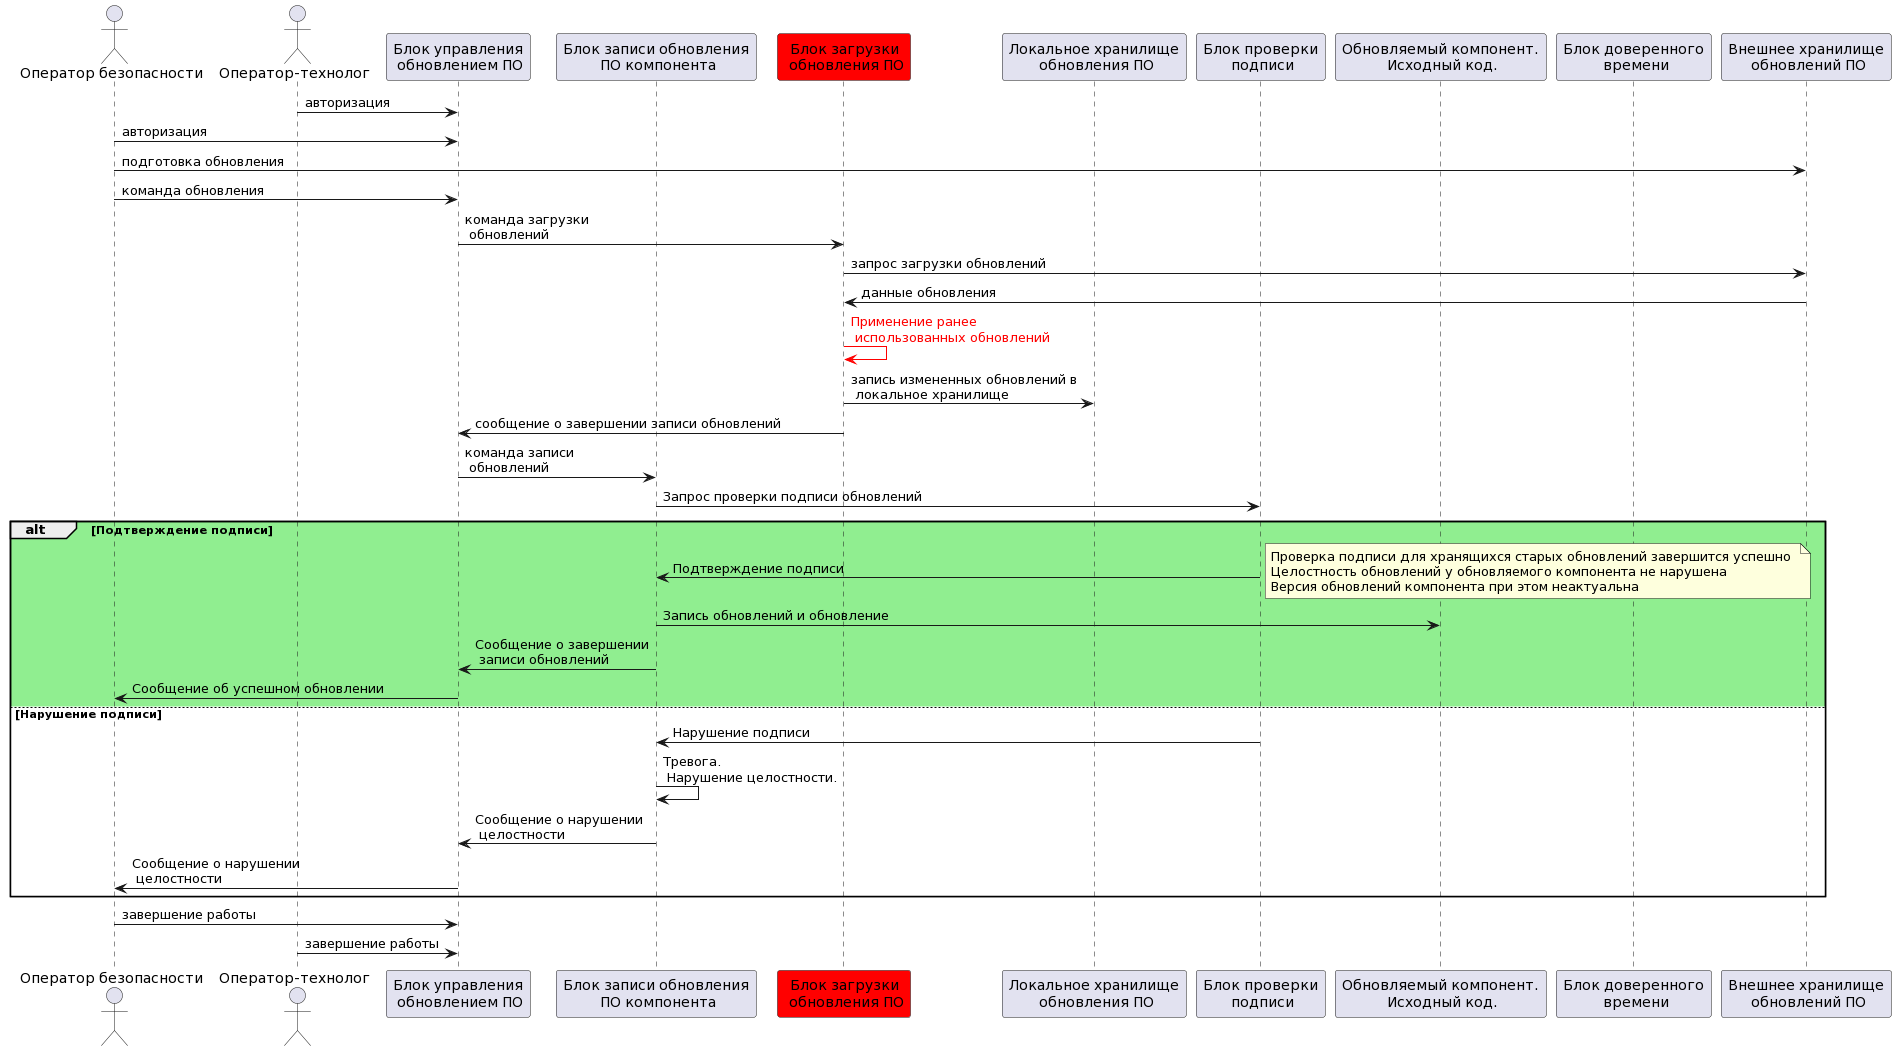 Оператор безопасности
Оператор-технолог
Блок управления
обновлением ПО
Блок записи обновления
ПО компонента
Блок загрузки
обновления ПО
Локальное хранилище
обновления ПО
Блок проверки
подписи
Обновляемый компонент.
Исходный код.
Блок доверенного
времени
Внешнее хранилище
обновлений ПО
авторизация
авторизация
подготовка обновления
команда обновления
команда загрузки
обновлений
запрос загрузки обновлений
данные обновления
Применение ранее
использованных обновлений
запись измененных обновлений в
локальное хранилище
сообщение о завершении записи обновлений
команда записи
обновлений
Запрос проверки подписи обновлений
alt [Подтверждение подписи]
Проверка подписи для хранящихся старых обновлений завершится успешно
Целостность обновлений у обновляемого компонента не нарушена
Версия обновлений компонента при этом неактуальна
Подтверждение подписи
Запись обновлений и обновление
Сообщение о завершении
записи обновлений
Сообщение об успешном обновлении
[Нарушение подписи]
Нарушение подписи
Тревога.
Нарушение целостности.
Сообщение о нарушении
целостности
Сообщение о нарушении
целостности
завершение работы
завершение работы
Оператор безопасности
Оператор-технолог
Блок управления
обновлением ПО
Блок записи обновления
ПО компонента
Блок загрузки
обновления ПО
Локальное хранилище
обновления ПО
Блок проверки
подписи
Обновляемый компонент.
Исходный код.
Блок доверенного
времени
Внешнее хранилище
обновлений ПО